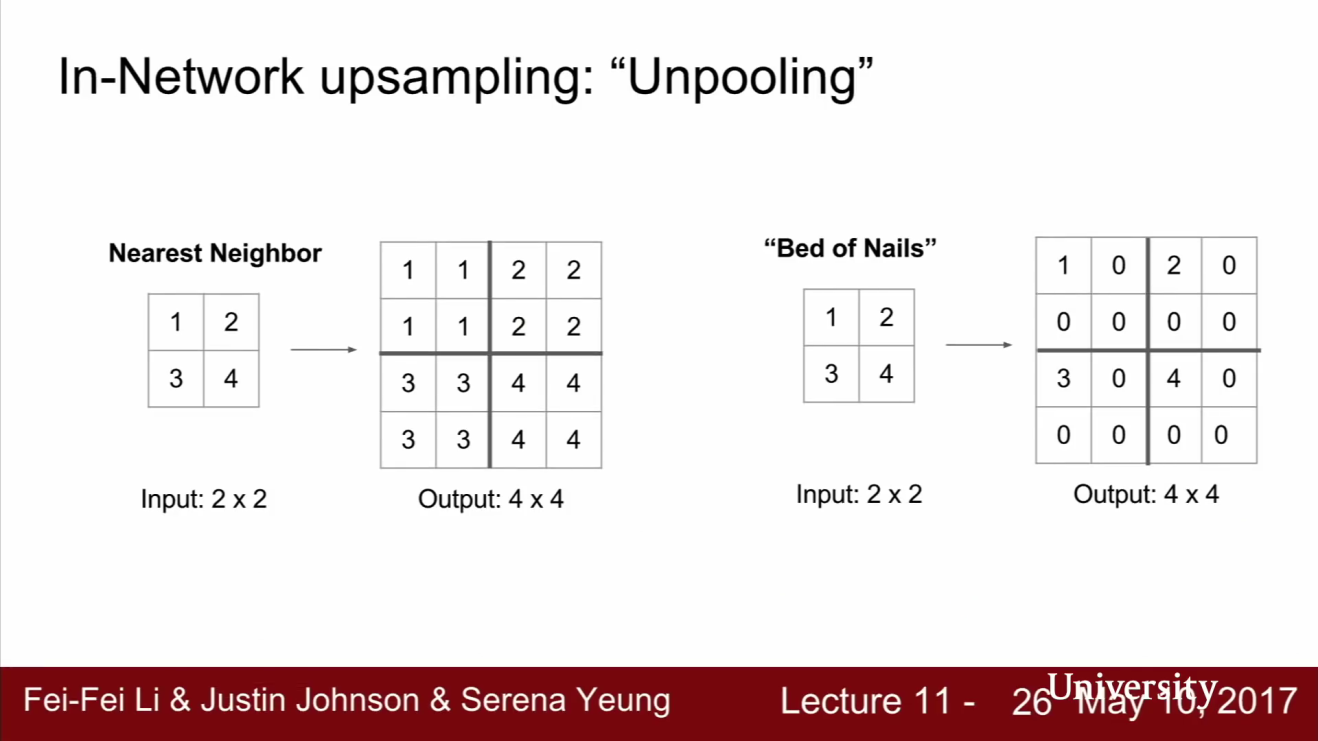 In-Network upsampling: “Unpooling”
Nearest Neighbor
1 2
3 4
Input: 2 x 2
1 1 2 2
1 1 2 2
3 3 4 4
3 3 4 4
Output: 4 x 4
“Bed of Nails”
1 2
3 4
Input: 2 x 2
1 0 2 0
0 0 0 0
3 0 4 0
0 0 0 0
Output: 4 x 4
Fei-Fei Li & Justin Johnson & Serena Yeung
Lecture 11 - 26
University
May 10, 2017